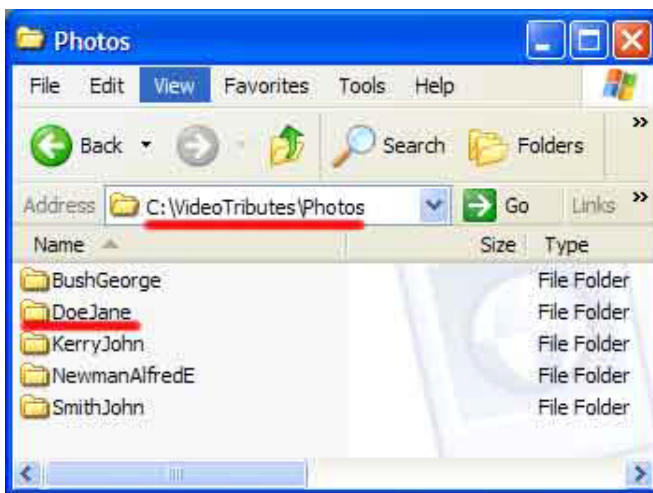 Photos
File Edit View Favorites Tools Help
Back Search Folders »
Address C:\VideoTributes\Photos Go Links »
Name Size Type
BushGeorge File Folder
DoeJane File Folder
KerryJohn File Folder
NewmanAlfredE File Folder
SmithJohn File Folder